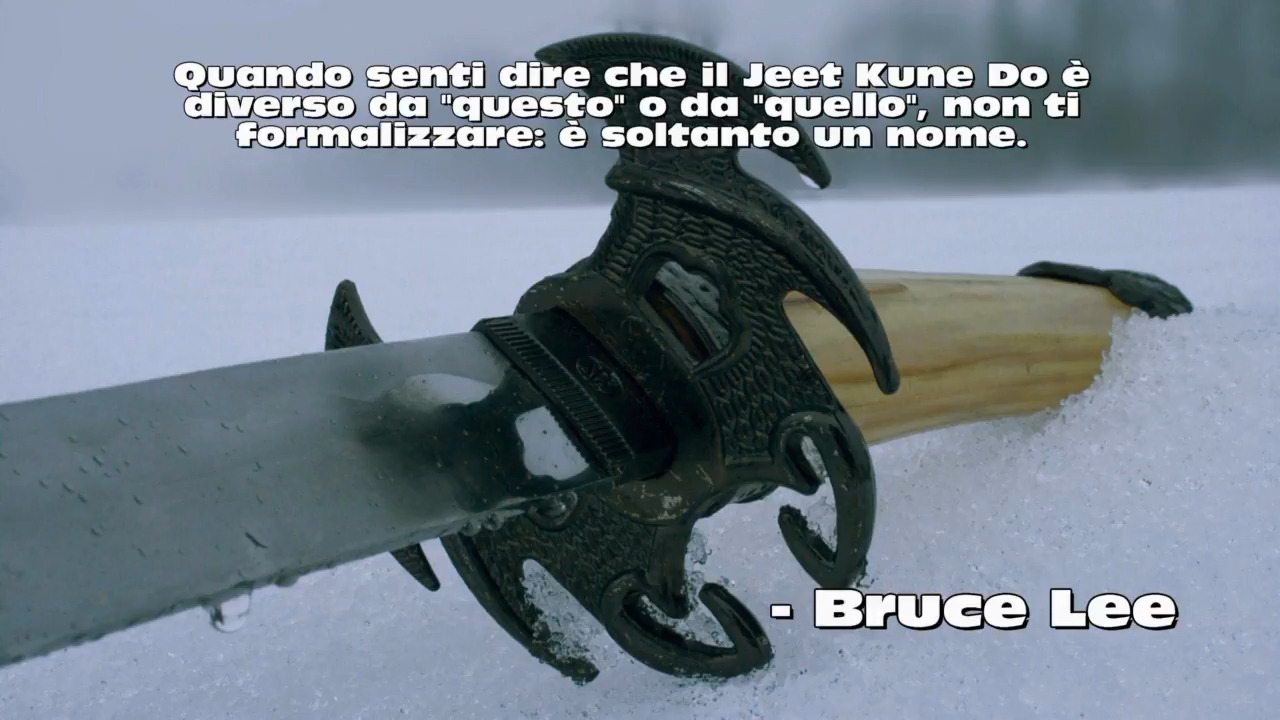 Quando senti dire che il Jeet Kune Do è
diverso da "questo" o da "quello", non ti
formalizzare: è soltanto un nome.
- Bruce Lee